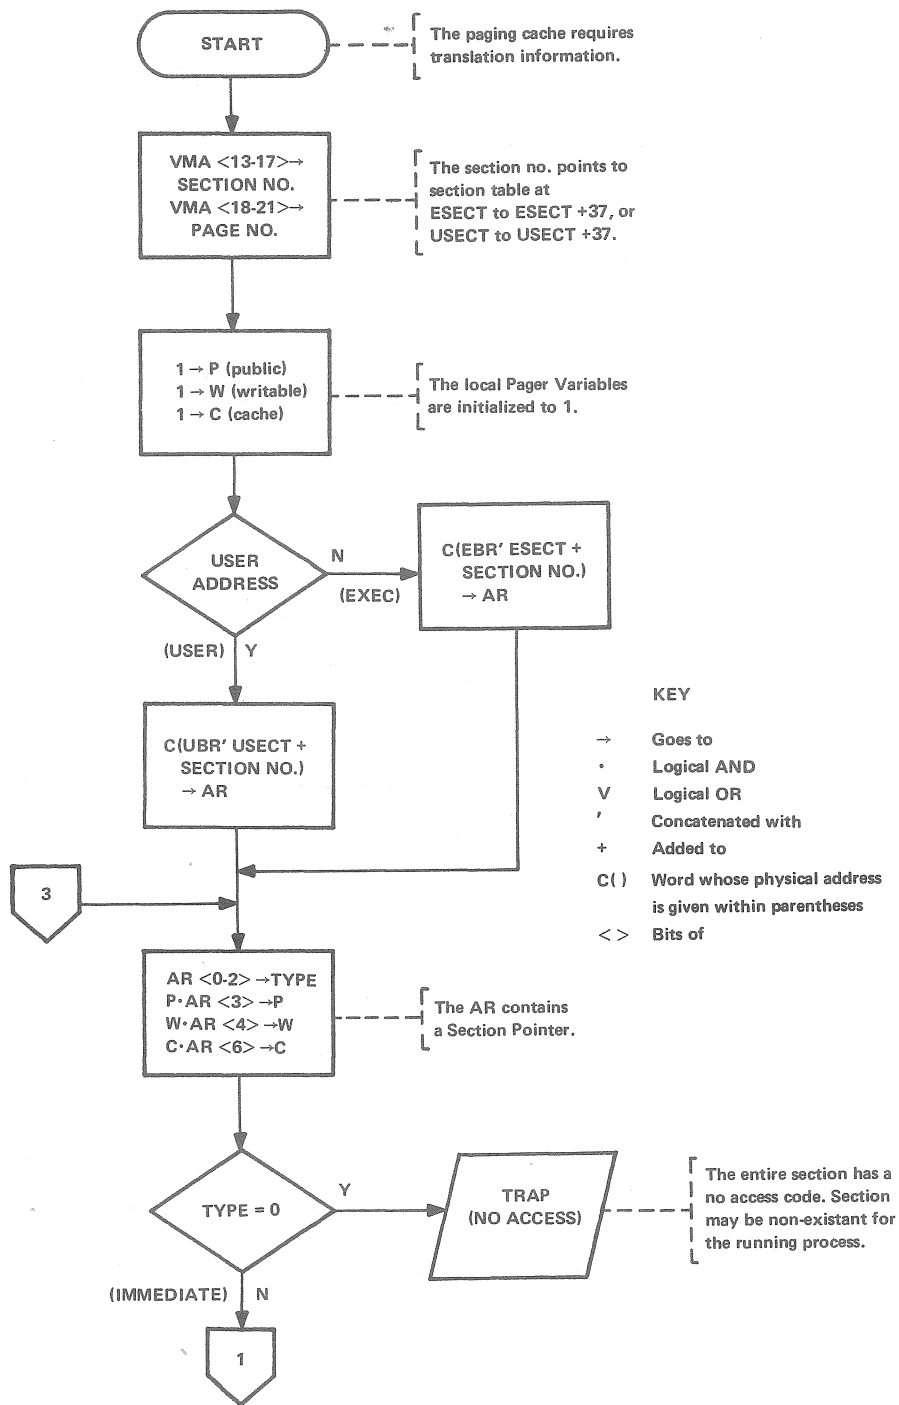 START
The paging cache requires
translation information.
VMA <13-17>→
SECTION NO.
VMA <18-21>→
PAGE NO.
The section no. points to
section table at
ESECT to ESECT +37, or
USECT to USECT +37.
1 → P (public)
1 → W (writable)
1 → C (cache)
The local Pager Variables
are initialized to 1.
USER
ADDRESS
N
(EXEC)
C(EBR′ ESECT +
SECTION NO.)
→ AR
(USER) Y
C(UBR′ USECT +
SECTION NO.)
→ AR
KEY
→ Goes to
· Logical AND
V Logical OR
′ Concatenated with
+ Added to
C( ) Word whose physical address
is given within parentheses
< > Bits of
3
AR <0-2> →TYPE
P·AR <3> →P
W·AR <4> →W
C·AR <6> →C
The AR contains
a Section Pointer.
TYPE = 0
Y
TRAP
(NO ACCESS)
The entire section has a
no access code. Section
may be non-existant for
the running process.
(IMMEDIATE) N
1